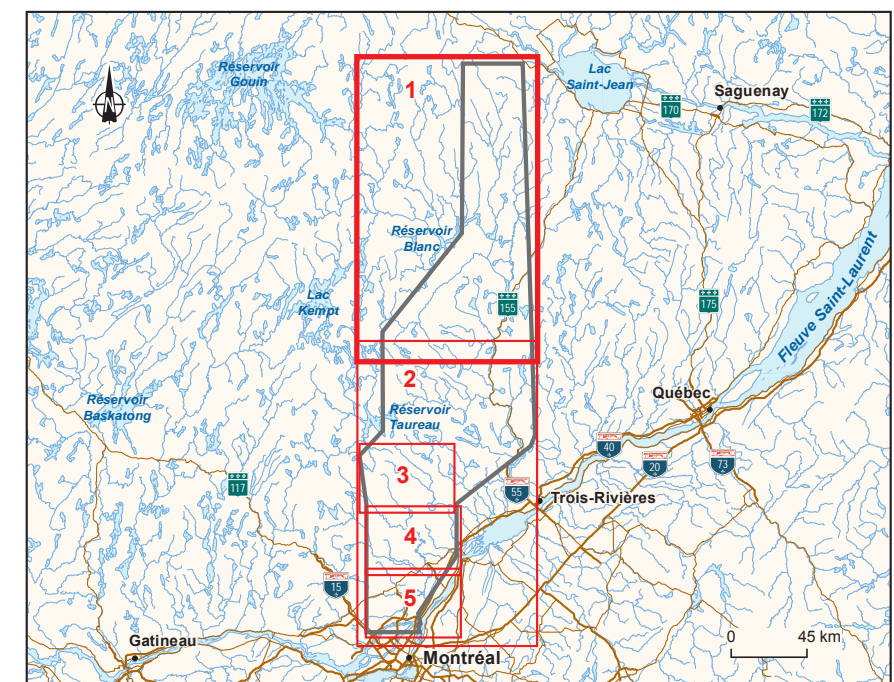 Réservoir
Gouin
N
1
Lac
Saint-Jean
170
Saguenay
172
Réservoir
Blanc
Lac
Kempt
155
175
Fleuve Saint-Laurent
2
Réservoir
Baskatong
Réservoir
Taureau
Québec
40
20
73
3
117
55
Trois-Rivières
4
15
5
Gatineau
Montréal
0 45 km